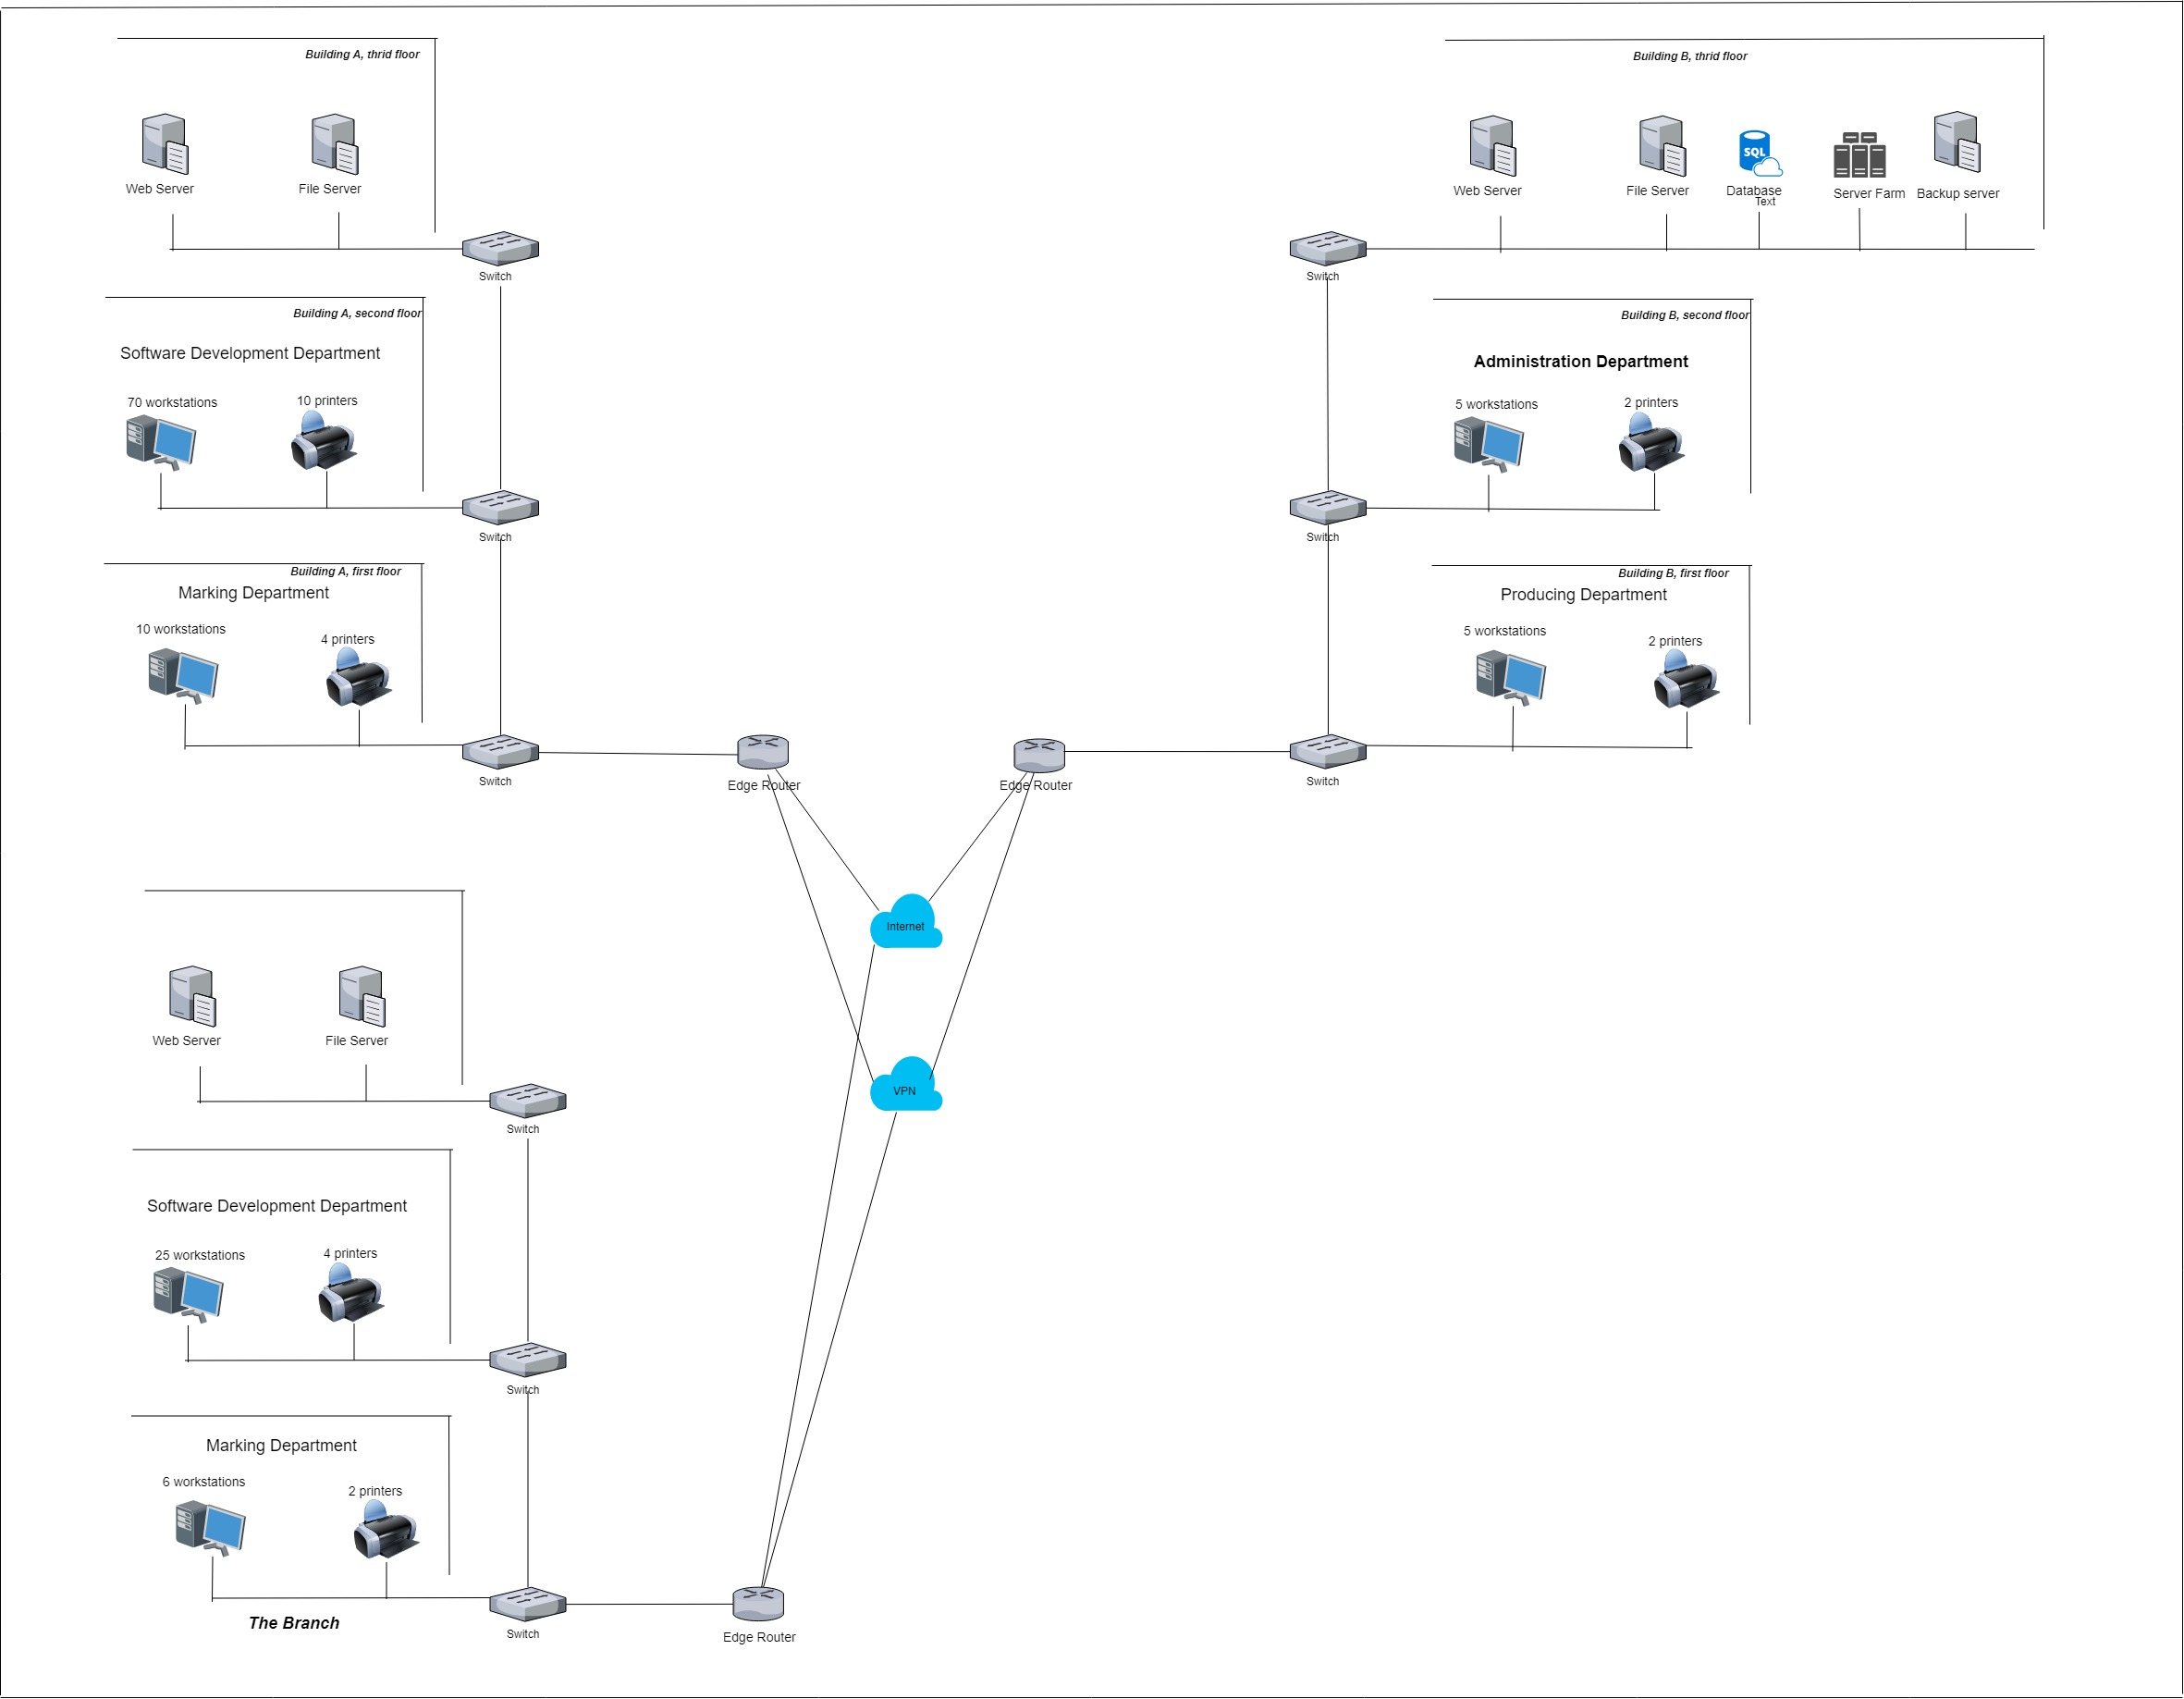 Building A, thrid floor
Web Server
File Server
Switch
Building A, second floor
Software Development Department
70 workstations
10 printers
Switch
Building A, first floor
Marking Department
10 workstations
4 printers
Switch
Edge Router
Building B, thrid floor
Web Server
File Server
SQL
Database
Text
Server Farm
Backup server
Switch
Building B, second floor
Administration Department
5 workstations
2 printers
Switch
Building B, first floor
Producing Department
5 workstations
2 printers
Switch
Edge Router
Internet
VPN
Web Server
File Server
Switch
Software Development Department
25 workstations
4 printers
Switch
Marking Department
6 workstations
2 printers
The Branch
Switch
Edge Router